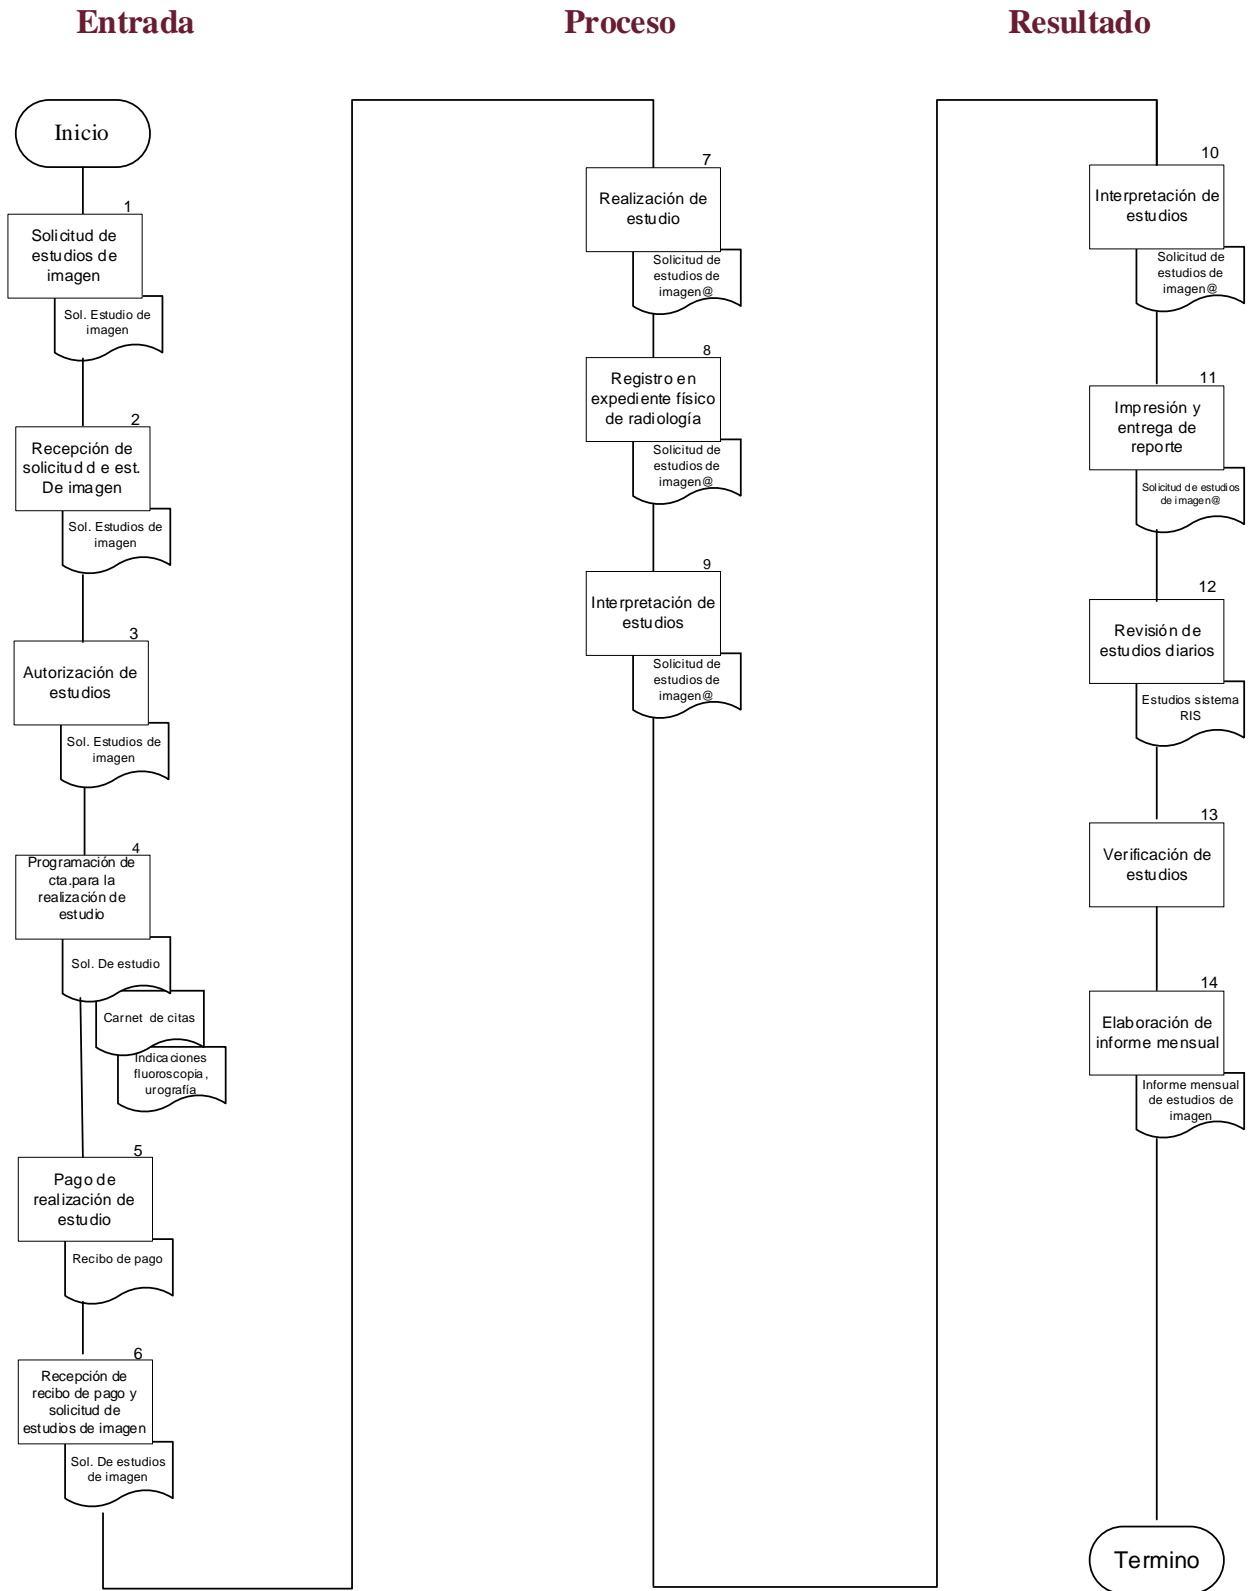 Entrada
Proceso
Resultado
Inicio
1
Solicitud de
estudios de
imagen
Sol. Estudio de
imagen
2
Recepción de
solicitud d e est.
De imagen
Sol. Estudios de
imagen
3
Autorización de
estudios
Sol. Estudios de
imagen
4
Programación de
cta.para la
realización de
estudio
Sol. De estudio
Carnet de citas
Indicaciones
fluoroscopia,
urografía
5
Pago de
realización de
estudio
Recibo de pago
6
Recepción de
recibo de pago y
solicitud de
estudios de imagen
Sol. De estudios
de imagen
7
Realización de
estudio
Solicitud de
estudios de
imagen@
8
Registro en
expediente físico
de radiología
Solicitud de
estudios de
imagen@
9
Interpretación de
estudios
Solicitud de
estudios de
imagen@
10
Interpretación de
estudios
Solicitud de
estudios de
imagen@
11
Impresión y
entrega de
reporte
Solicitud de estudios
de imagen@
12
Revisión de
estudios diarios
Estudios sistema
RIS
13
Verificación de
estudios
14
Elaboración de
informe mensual
Informe mensual
de estudios de
imagen
Termino